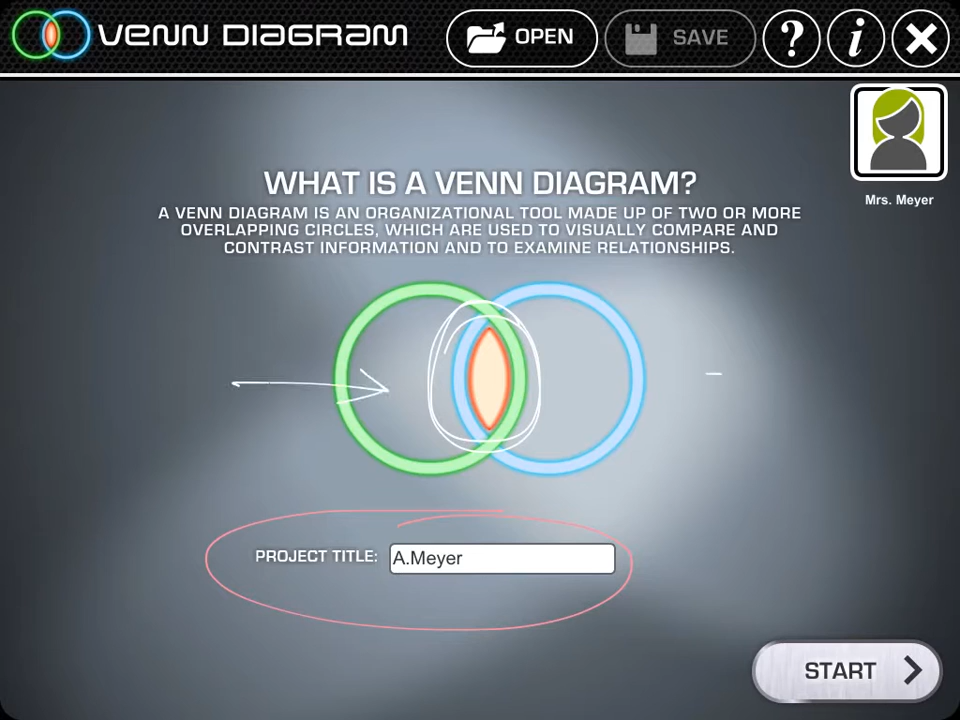 VENN DIAGRAM
OPEN
SAVE
?
i
Mrs. Meyer
WHAT IS A VENN DIAGRAM?
A VENN DIAGRAM IS AN ORGANIZATIONAL TOOL MADE UP OF TWO OR MORE
OVERLAPPING CIRCLES, WHICH ARE USED TO VISUALLY COMPARE AND
CONTRAST INFORMATION AND TO EXAMINE RELATIONSHIPS.
PROJECT TITLE: A.Meyer
START